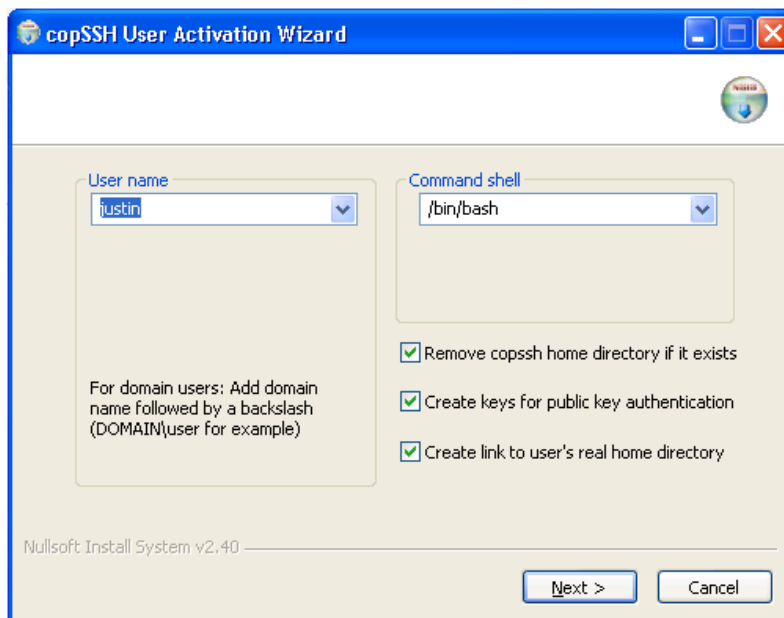 copSSH User Activation Wizard
User name
justin
For domain users: Add domain
name followed by a backslash
(DOMAIN\user for example)
Command shell
/bin/bash
Remove copssh home directory if it exists
Create keys for public key authentication
Create link to user's real home directory
Nullsoft Install System v2.40
Next >
Cancel